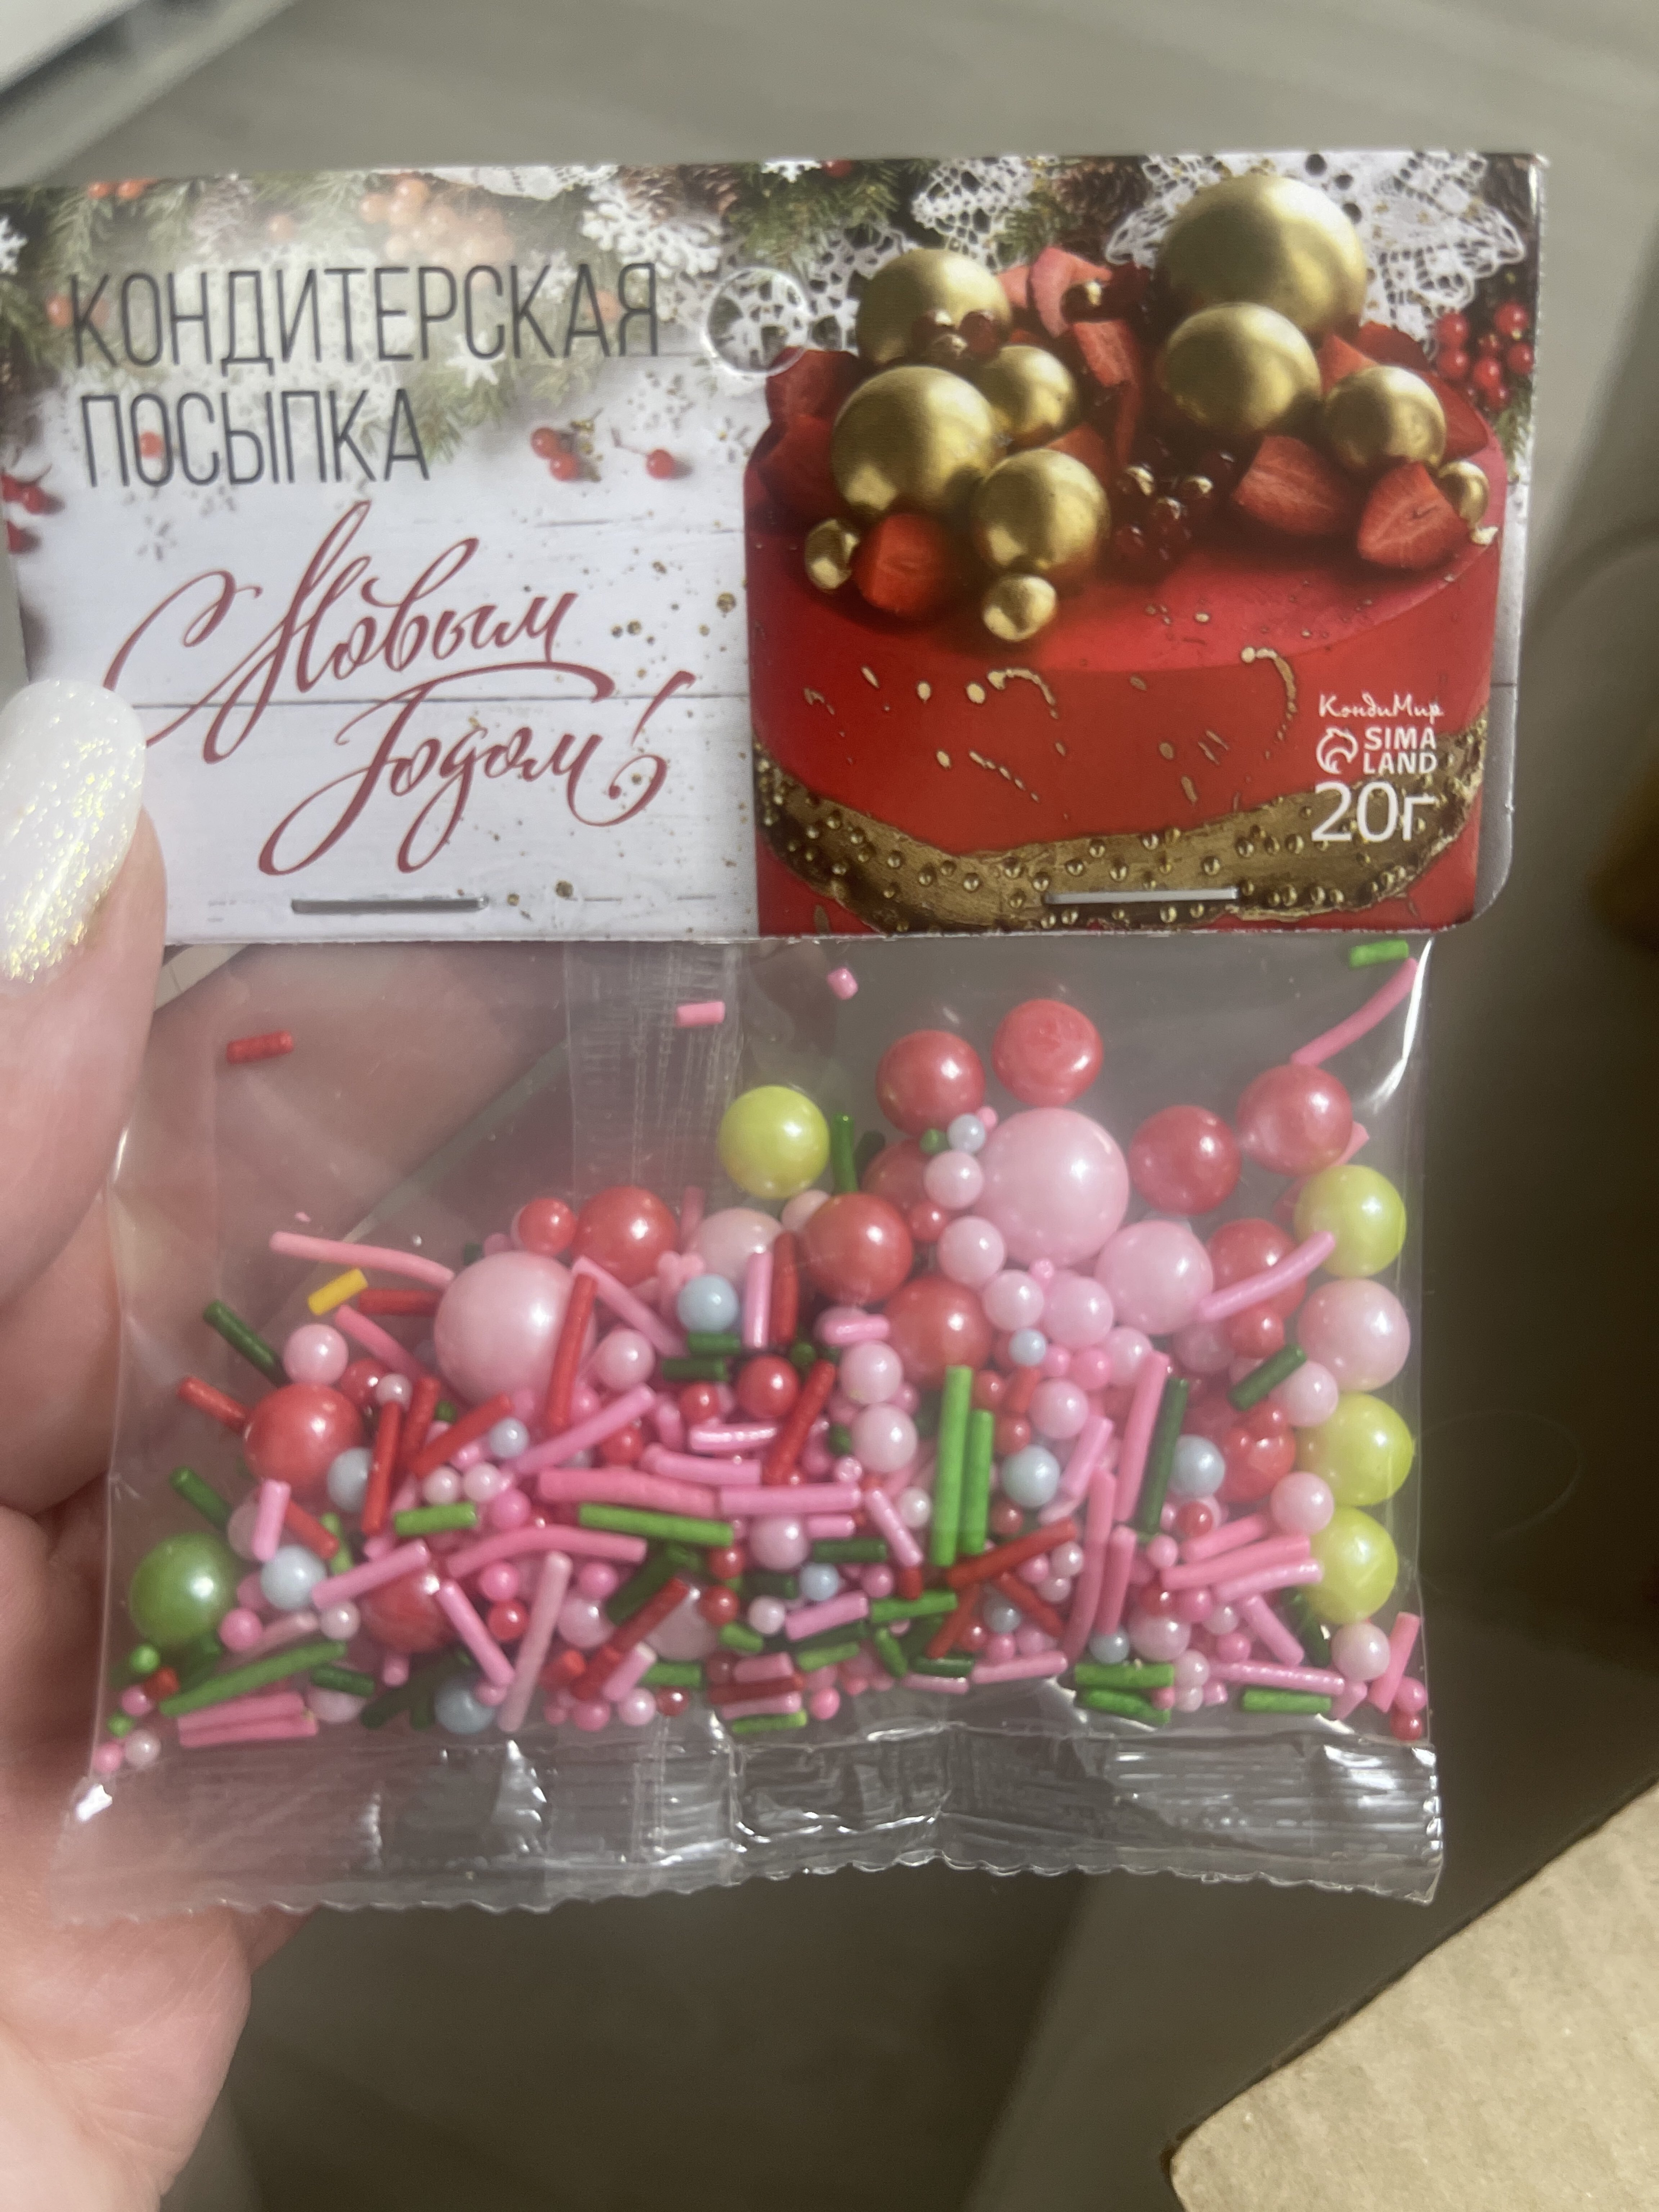 КОНДИТЕРСКАЯ
ПОСЫПКА
С Новым
Годом!
КондиМир
SIMA
LAND
20г